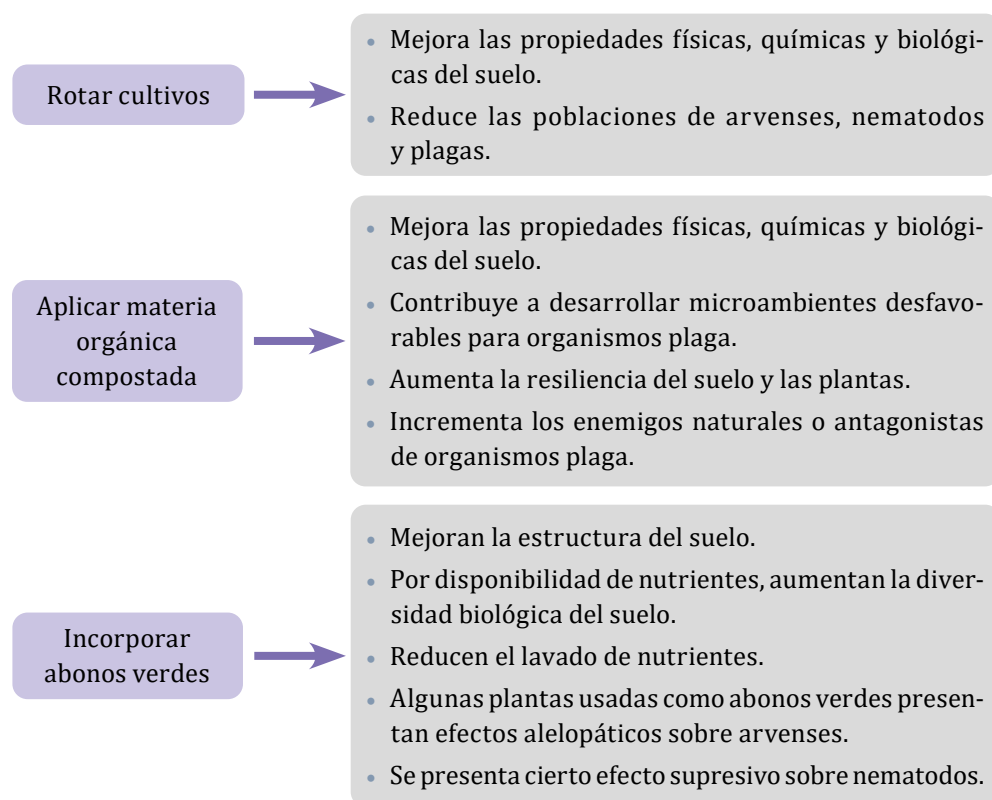 Rotar cultivos
• Mejora las propiedades físicas, químicas y biológi-
cas del suelo.
• Reduce las poblaciones de arvenses, nematodos
y plagas.
Aplicar materia
orgánica
compostada
• Mejora las propiedades físicas, químicas y biológi-
cas del suelo.
• Contribuye a desarrollar microambientes desfavo-
rables para organismos plaga.
• Aumenta la resiliencia del suelo y las plantas.
• Incrementa los enemigos naturales o antagonistas
de organismos plaga.
Incorporar
abonos verdes
• Mejoran la estructura del suelo.
• Por disponibilidad de nutrientes, aumentan la diver-
sidad biológica del suelo.
• Reducen el lavado de nutrientes.
• Algunas plantas usadas como abonos verdes presen-
tan efectos alelopáticos sobre arvenses.
• Se presenta cierto efecto supresivo sobre nematodos.